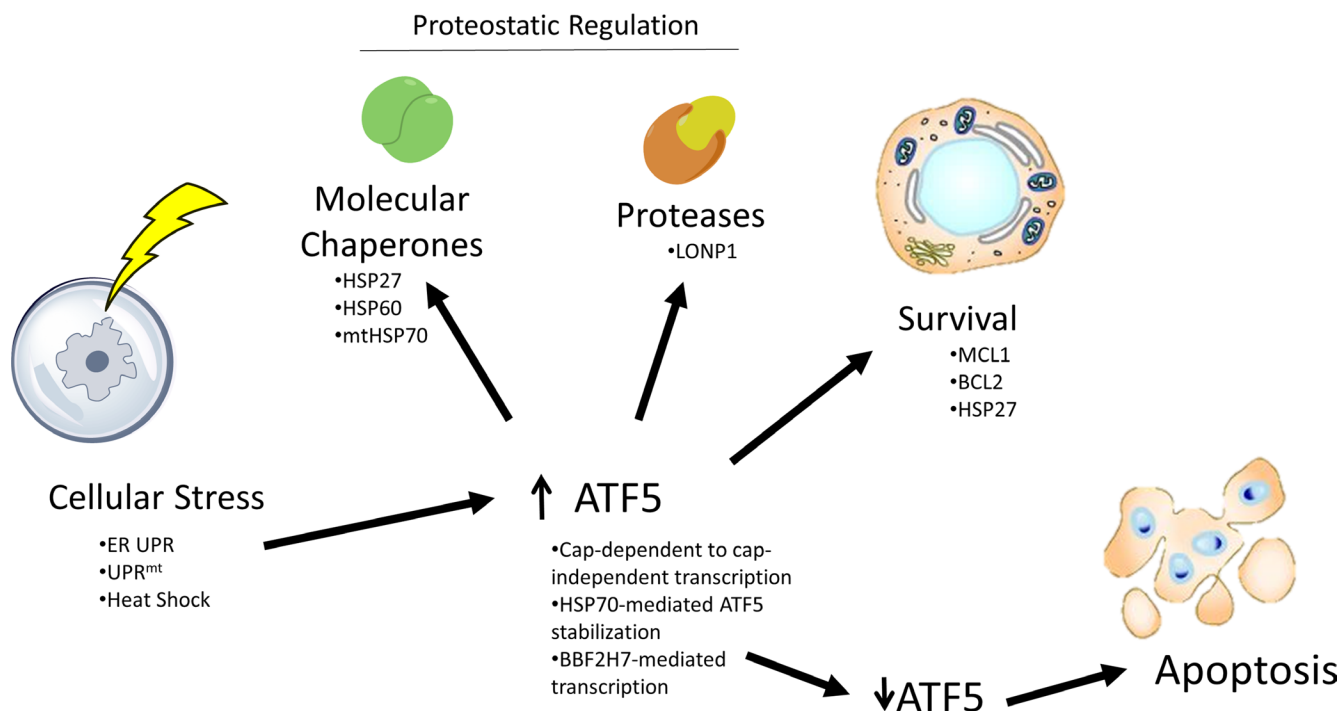 Proteostatic Regulation
Molecular
Chaperones
•HSP27
•HSP60
•mtHSP70
Proteases
•LONP1
Survival
•MCL1
•BCL2
•HSP27
Cellular Stress
•ER UPR
•UPRmt
•Heat Shock
↑ ATF5
•Cap-dependent to cap-
independent transcription
•HSP70-mediated ATF5
stabilization
•BBF2H7-mediated
transcription
↓ATF5
Apoptosis